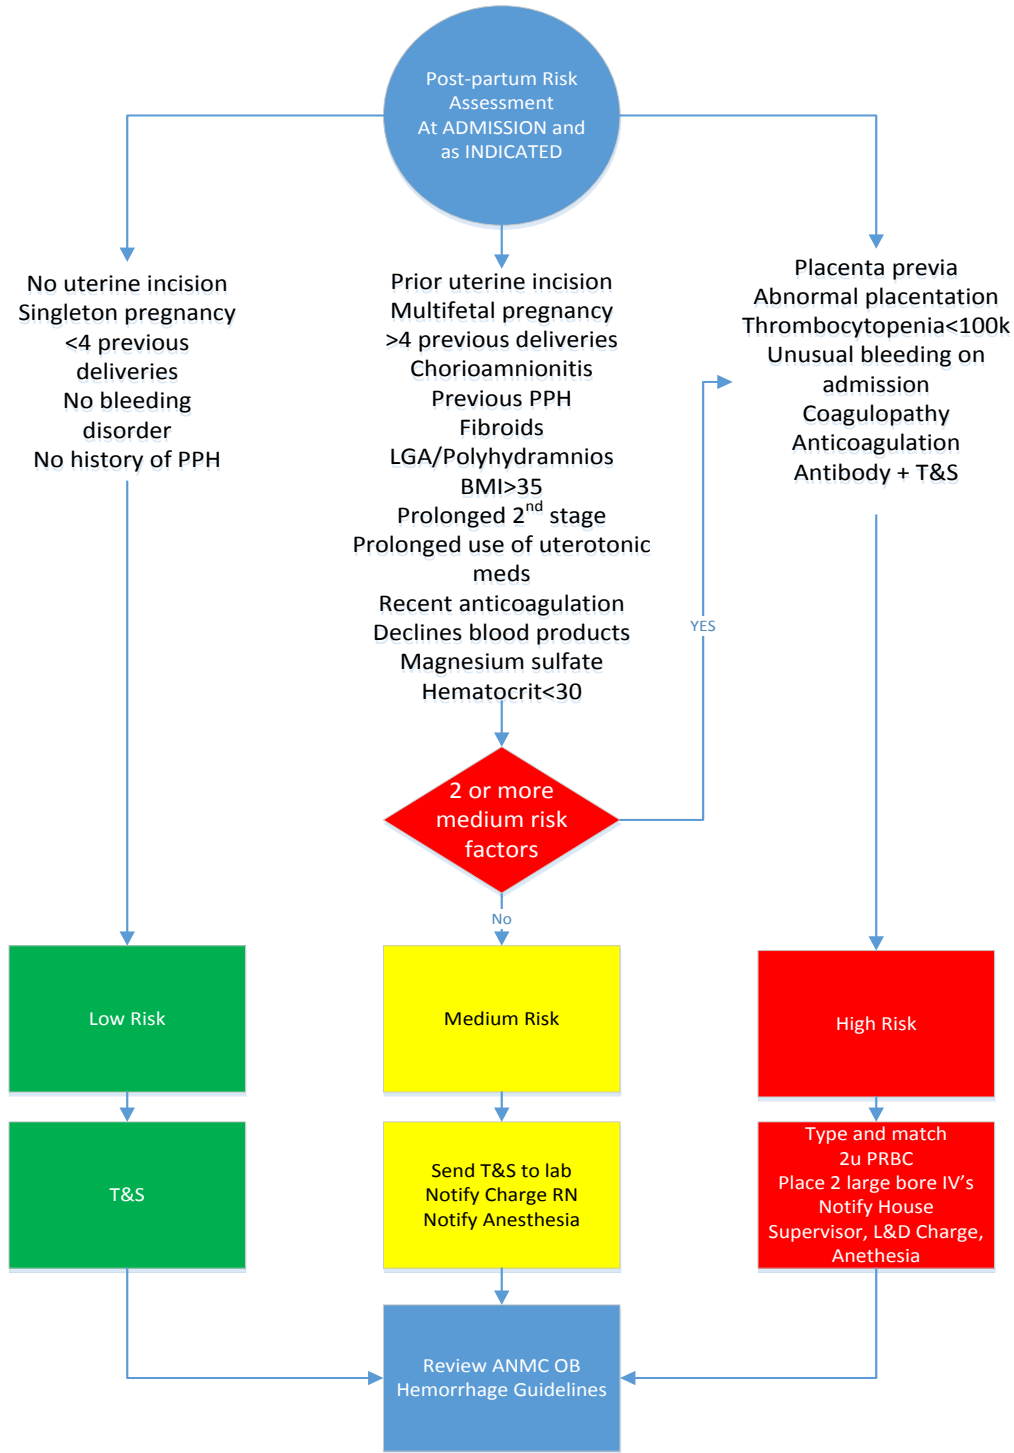 Post-partum Risk
Assessment
At ADMISSION and
as INDICATED
No uterine incision
Singleton pregnancy
<4 previous
deliveries
No bleeding
disorder
No history of PPH
Prior uterine incision
Multifetal pregnancy
>4 previous deliveries
Chorioamnionitis
Previous PPH
Fibroids
LGA/Polyhydramnios
BMI>35
Prolonged 2nd stage
Prolonged use of uterotonic
meds
Recent anticoagulation
Declines blood products
Magnesium sulfate
Hematocrit<30
Placenta previa
Abnormal placentation
Thrombocytopenia<100k
Unusual bleeding on
admission
Coagulopathy
Anticoagulation
Antibody + T&S
YES
2 or more
medium risk
factors
No
Low Risk
Medium Risk
High Risk
T&S
Send T&S to lab
Notify Charge RN
Notify Anesthesia
Type and match
2u PRBC
Place 2 large bore IV's
Notify House
Supervisor, L&D Charge,
Anethesia
Review ANMC OB
Hemorrhage Guidelines